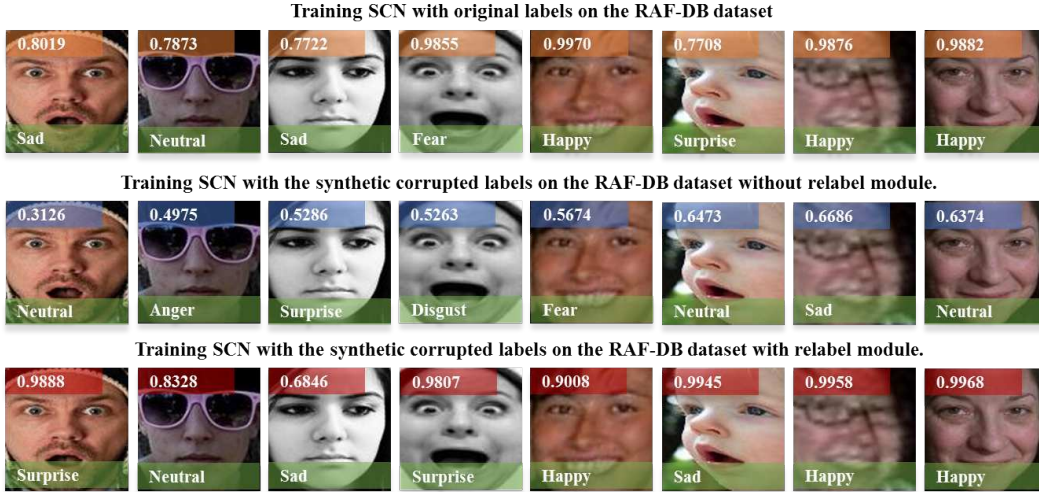 Training SCN with original labels on the RAF-DB dataset
0.8019 0.7873 0.7722 0.9855 0.9970 0.7708 0.9876 0.9882
Sad Neutral Sad Fear Happy Surprise Happy Happy
Training SCN with the synthetic corrupted labels on the RAF-DB dataset without relabel module.
0.3126 0.4975 0.5286 0.5263 0.5674 0.6473 0.6686 0.6374
Neutral Anger Surprise Disgust Fear Neutral Sad Neutral
Training SCN with the synthetic corrupted labels on the RAF-DB dataset with relabel module.
0.9888 0.8328 0.6846 0.9807 0.9008 0.9945 0.9958 0.9968
Surprise Neutral Sad Surprise Happy Sad Happy Happy